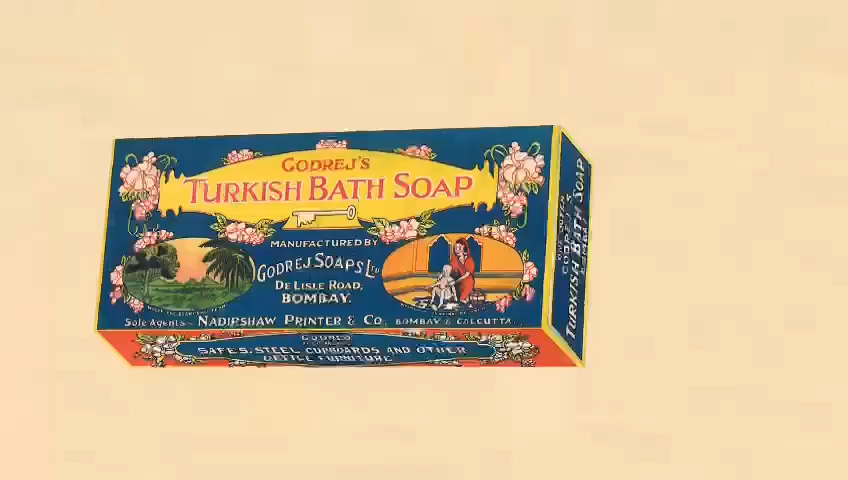 GODREJ'S
TURKISH BATH SOAP
MANUFACTURED BY
GODREJ SOAPS LTD
DE LISLE ROAD,
BOMBAY.
Sole Agents:- NADIRSHAW PRINTER & Co. BOMBAY & CALCUTTA.
GODREJ
SAFES, STEEL CUPBOARDS AND OTHER
FURNITURE
GODREJ'S
TURKISH BATH SOAP